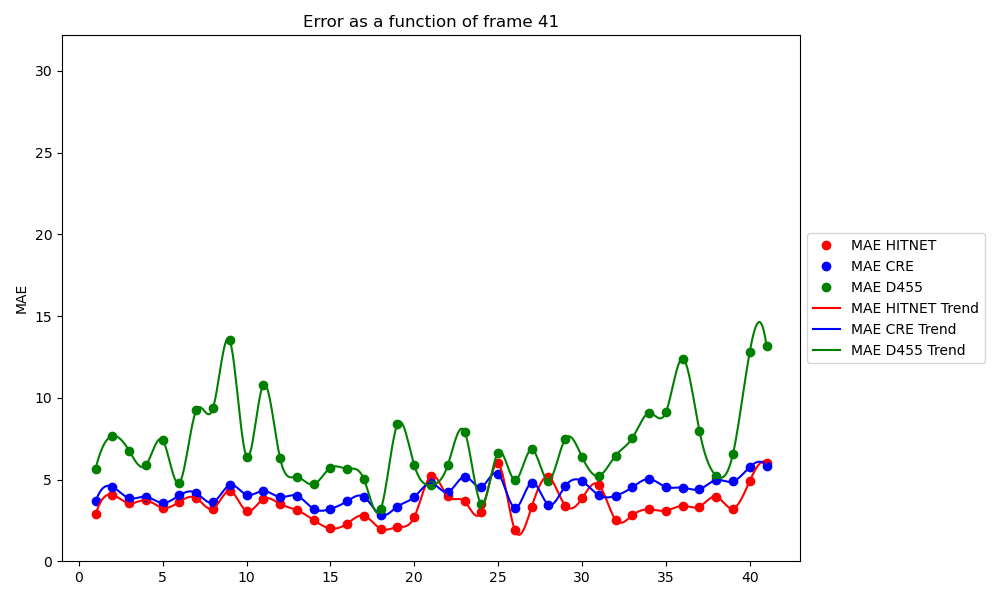 Error as a function of frame 41
MAE
30
25
20
15
10
5
0
0 5 10 15 20 25 30 35 40
MAE HITNET
MAE CRE
MAE D455
MAE HITNET Trend
MAE CRE Trend
MAE D455 Trend